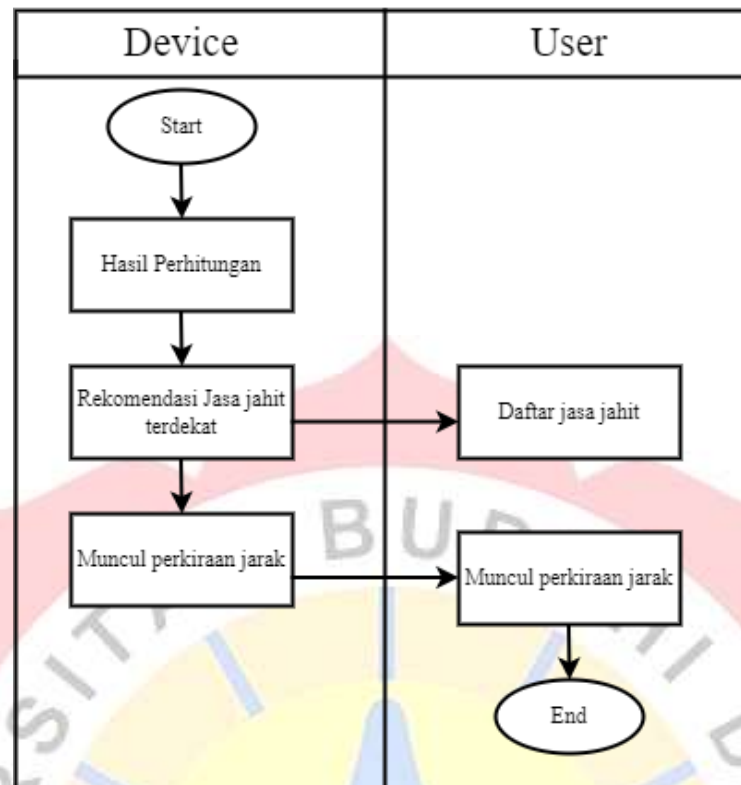 Device
User
Start
Hasil Perhitungan
Rekomendasi Jasa jahit
terdekat
Daftar jasa jahit
Muncul perkiraan jarak
Muncul perkiraan jarak
End